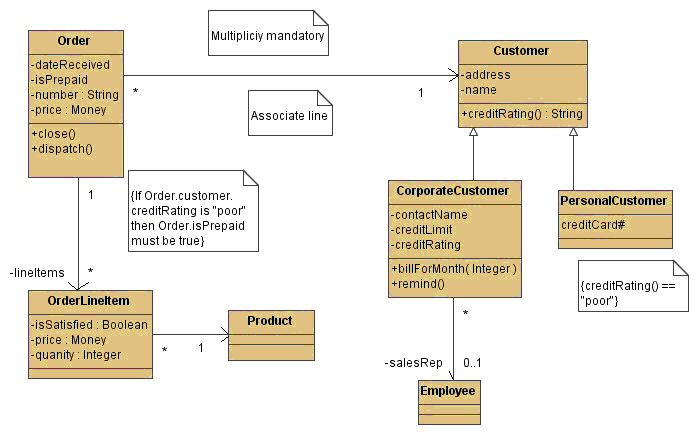 Order
-dateReceived
-isPrepaid
-number : String
-price : Money
+close()
+dispatch()
Multipliciy mandatory
*
1
Associate line
Customer
-address
-name
+creditRating() : String
1
{If Order.customer.
creditRating is "poor"
then Order.isPrepaid
must be true}
CorporateCustomer
-contactName
-creditLimit
-creditRating
+billForMonth( Integer )
+remind()
PersonalCustomer
creditCard#
{creditRating() ==
"poor"}
-lineItems
*
OrderLineItem
-isSatisfied : Boolean
-price : Money
-quanity : Integer
*
1
Product
*
-salesRep
0..1
Employee